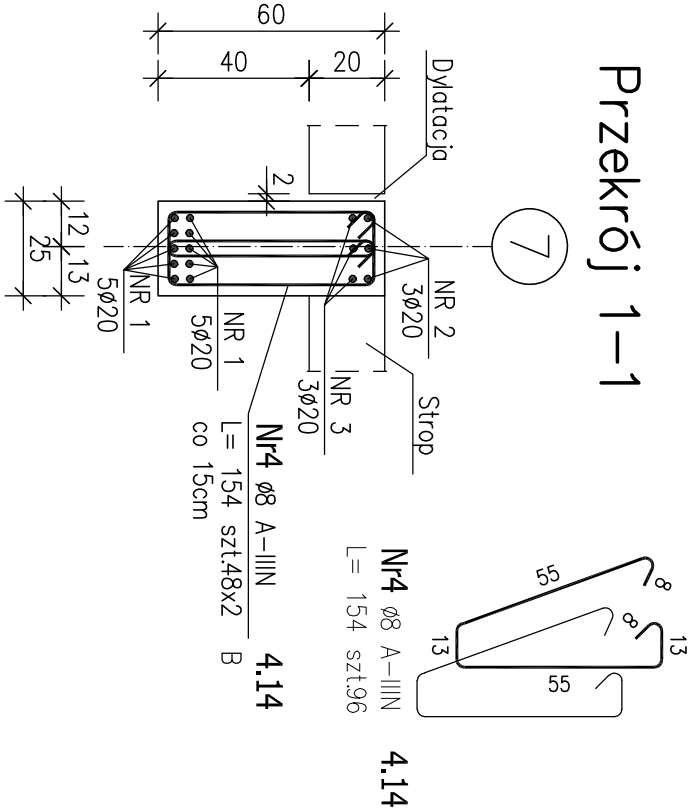 Przekrój 1-1
7
60
40
20
Dylatacja
2
12
13
25
NR 2
3ø20
NR 3
3ø20
NR 1
5ø20
NR 1
5ø20
Strop
Nr4 ø8 A-IIIN 4.14
L= 154 szt.48x2 B
co 15cm
55
8
8
13
13
55
Nr4 ø8 A-IIIN 4.14
L= 154 szt.96